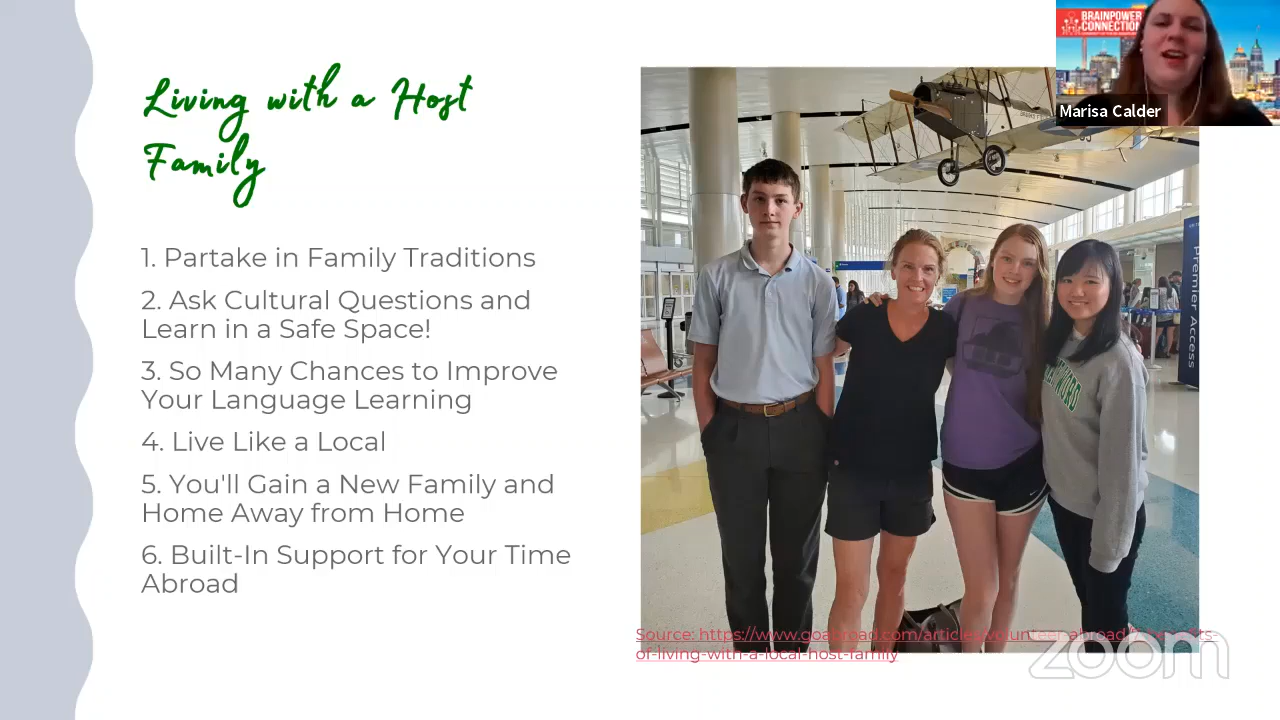 Living with a Host
Family
1. Partake in Family Traditions
2. Ask Cultural Questions and
Learn in a Safe Space!
3. So Many Chances to Improve
Your Language Learning
4. Live Like a Local
5. You'll Gain a New Family and
Home Away from Home
6. Built-In Support for Your Time
Abroad
BRAINPOWER
CONNECTION
Marisa Calder
Premier Access
Source: https://www.goabroad.com/articles/volunteer-abroad/
of-living-with-a-local-host-family
zoom